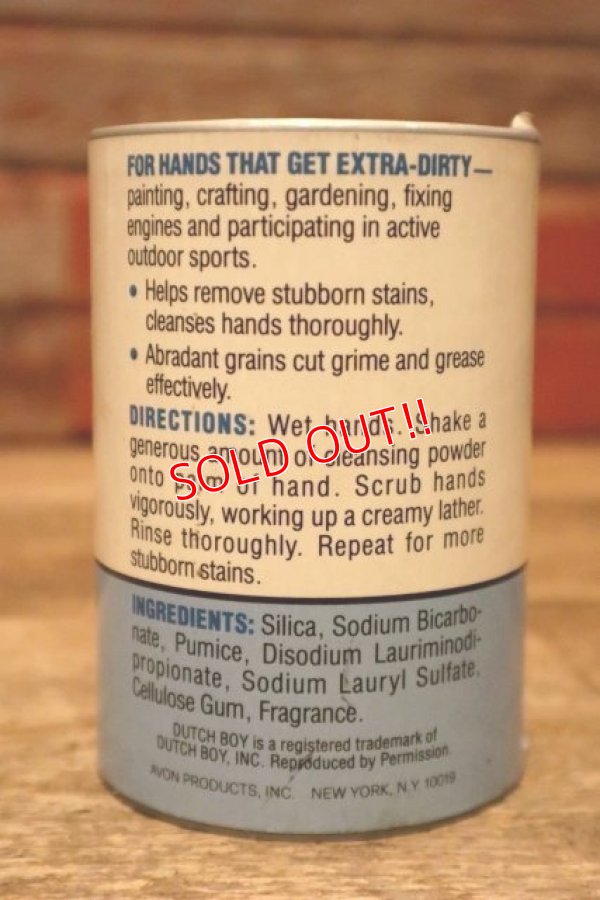 FOR HANDS THAT GET EXTRA-DIRTY—
painting, crafting, gardening, fixing
engines and participating in active
outdoor sports.
• Helps remove stubborn stains,
cleanses hands thoroughly.
• Abradant grains cut grime and grease
effectively.
DIRECTIONS: Wet hands. Shake a
generous amount of cleansing powder
onto palm of hand. Scrub hands
vigorously, working up a creamy lather.
Rinse thoroughly. Repeat for more
stubborn stains.
SOLD OUT!!
INGREDIENTS: Silica, Sodium Bicarbo-
nate, Pumice, Disodium Lauriminodi-
propionate, Sodium Lauryl Sulfate,
Cellulose Gum, Fragrance.
DUTCH BOY is a registered trademark of
DUTCH BOY, INC. Reproduced by Permission.
AVON PRODUCTS, INC. NEW YORK, N.Y. 10019